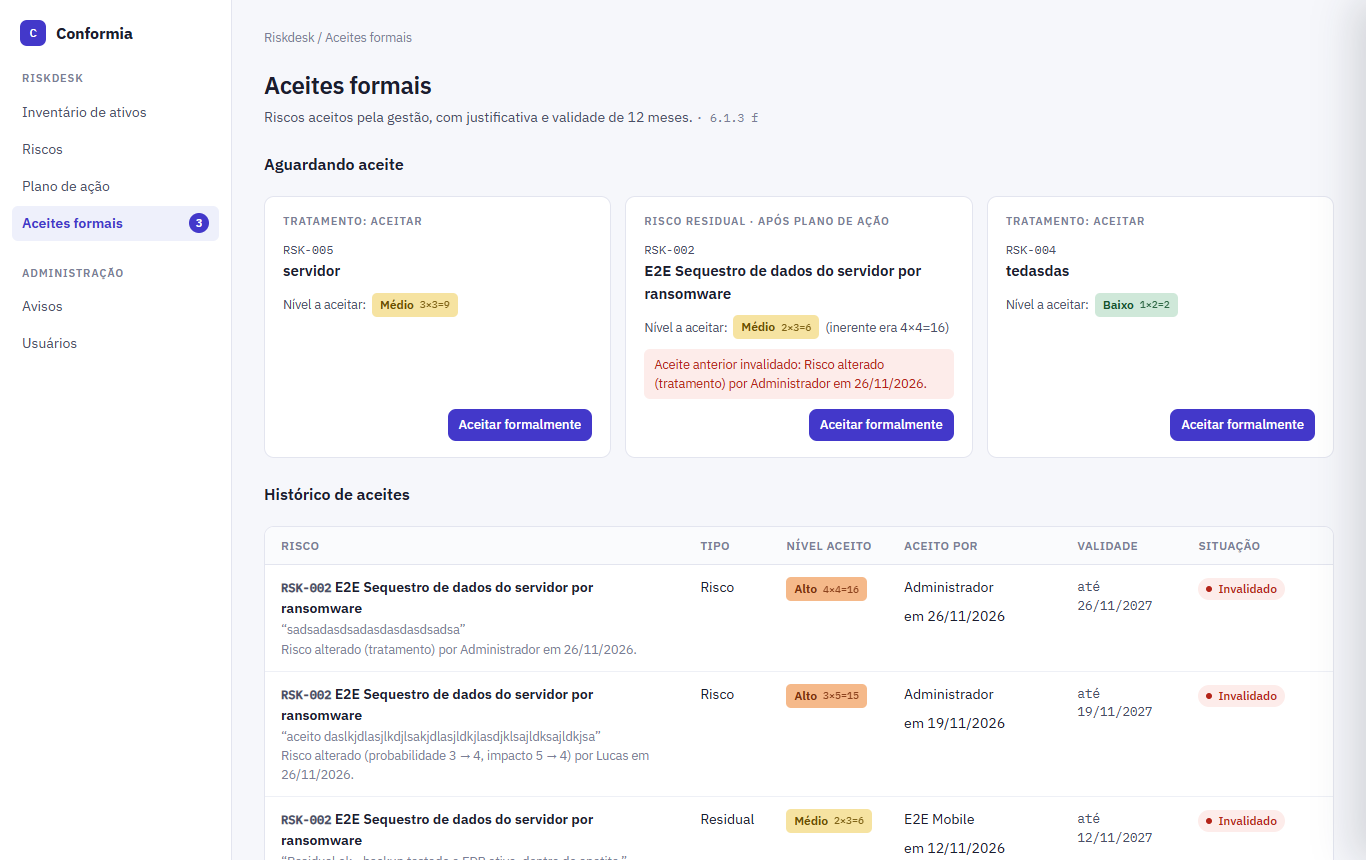 C Conformia
RISKDESK
Inventário de ativos
Riscos
Plano de ação
Aceites formais 3
ADMINISTRAÇÃO
Avisos
Usuários
Riskdesk / Aceites formais
Aceites formais
Riscos aceitos pela gestão, com justificativa e validade de 12 meses. · 6.1.3 f
Aguardando aceite
TRATAMENTO: ACEITAR
RSK-005
servidor
Nível a aceitar: Médio 3×3=9
Aceitar formalmente
RISCO RESIDUAL · APÓS PLANO DE AÇÃO
RSK-002
E2E Sequestro de dados do servidor por
ransomware
Nível a aceitar: Médio 2×3=6 (inerente era 4×4=16)
Aceite anterior invalidado: Risco alterado
(tratamento) por Administrador em 26/11/2026.
Aceitar formalmente
TRATAMENTO: ACEITAR
RSK-004
tedasdas
Nível a aceitar: Baixo 1×2=2
Aceitar formalmente
Histórico de aceites
RISCO TIPO NÍVEL ACEITO ACEITO POR VALIDADE SITUAÇÃO
RSK-002 E2E Sequestro de dados do servidor por
ransomware
“sadsadasdsadasdasdasdsadsa”
Risco alterado (tratamento) por Administrador em 26/11/2026.
Risco
Alto 4×4=16
Administrador
em 26/11/2026
até
26/11/2027
Invalidado
RSK-002 E2E Sequestro de dados do servidor por
ransomware
“aceito daslkjdlasjlkdjlsakjdlasjldkjlasdjklsajldksajldkjsa”
Risco alterado (probabilidade 3 → 4, impacto 5 → 4) por Lucas em
26/11/2026.
Risco
Alto 3×5=15
Administrador
em 19/11/2026
até
19/11/2027
Invalidado
RSK-002 E2E Sequestro de dados do servidor por
ransomware
Residual
Médio 2×3=6
E2E Mobile
em 12/11/2026
até
12/11/2027
Invalidado